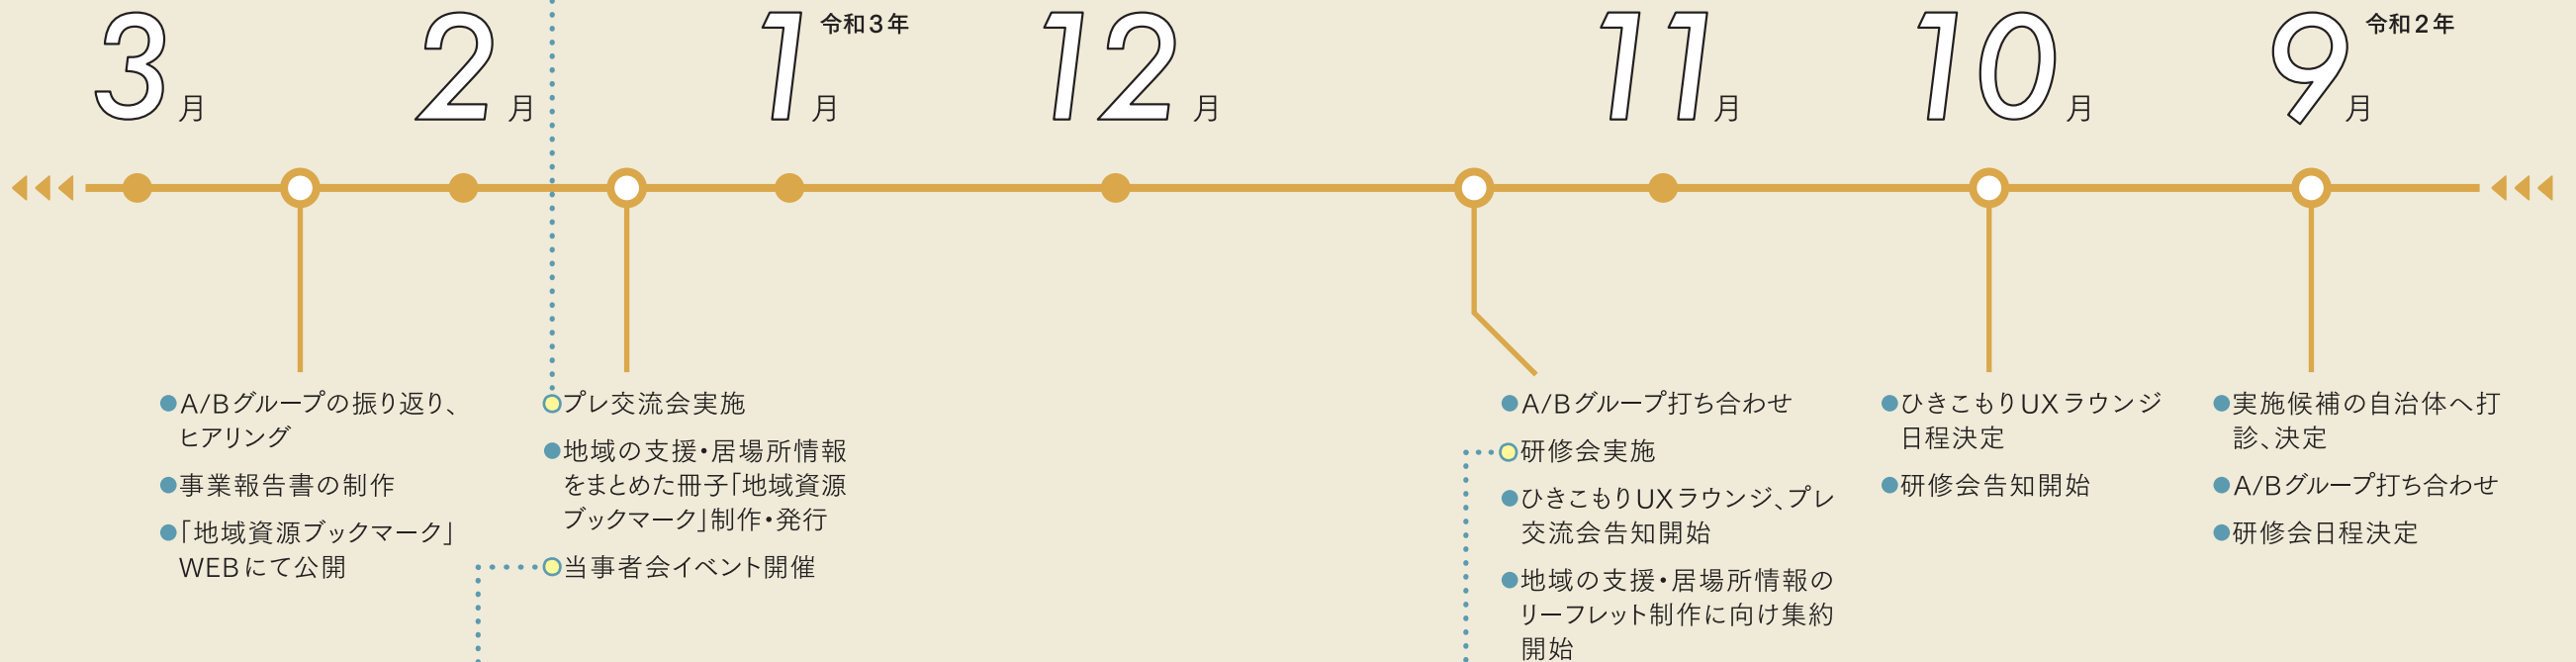 令和2年
9月
10月
11月
12月
令和3年
1月
2月
3月
●実施候補の自治体へ打
診、決定
●A/Bグループ打ち合わせ
●研修会日程決定
●ひきこもりUXラウンジ
日程決定
●研修会告知開始
●A/Bグループ打ち合わせ
研修会実施
●ひきこもりUXラウンジ、プレ
交流会告知開始
●地域の支援・居場所情報の
リーフレット制作に向け集約
開始
プレ交流会実施
●地域の支援・居場所情報
をまとめた冊子「地域資源
ブックマーク」制作・発行
当事者会イベント開催
●A/Bグループの振り返り、
ヒアリング
●事業報告書の制作
●「地域資源ブックマーク」
WEBにて公開